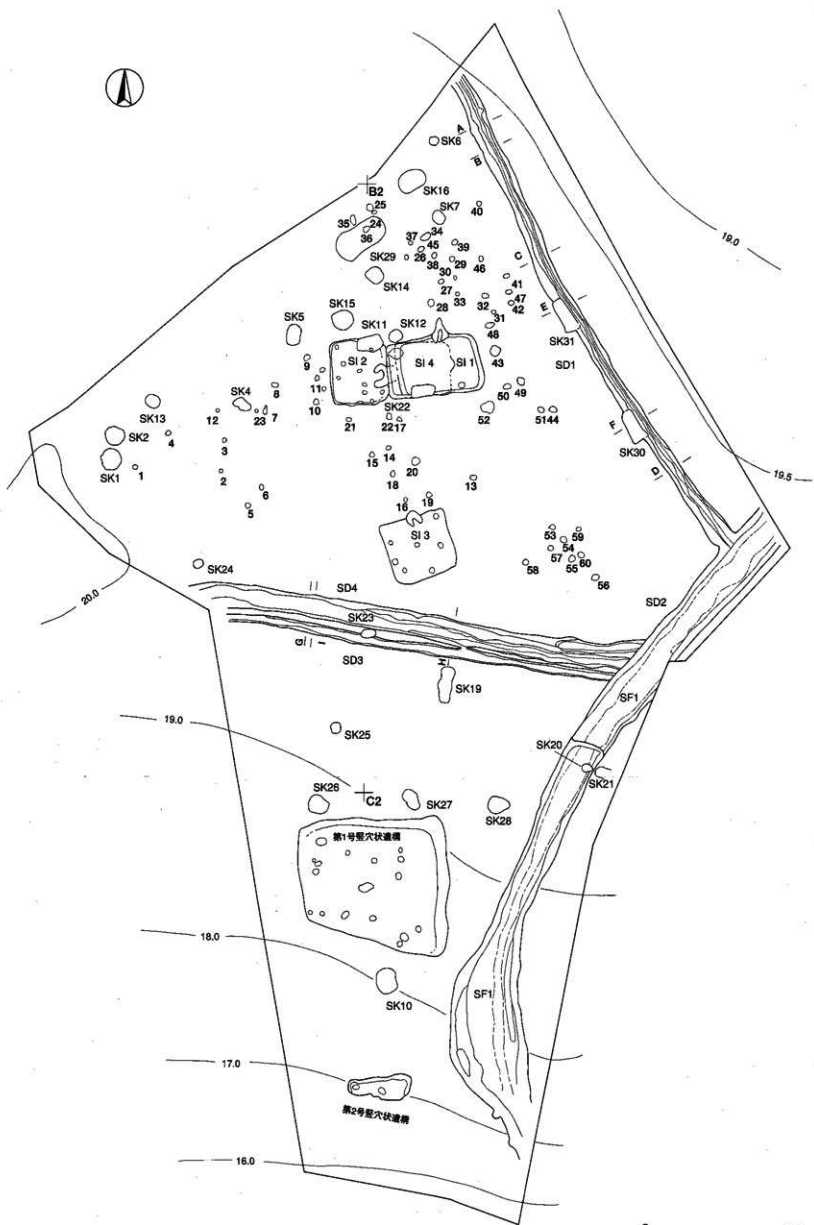 A
SK6
B
B2
SK16
25
24
35
36
SK7
40
34
37
45
26
38
39
29
46
SK29
30
27
C
19.0
41
47
42
SK14
28
33
32
31
E
SK15
SK5
SK11
SK12
48
SK31
SD1
9
SI 2
SI 4
SI 1
43
11
8
10
SK4
12
23
7
SK22
21
22
17
50
49
52
51
44
SK13
SK2
4
3
F
SK30
D
19.5
SK1
1
2
6
5
15
14
18
20
13
16
19
SI 3
53
59
54
57
55
60
58
56
SK24
20.0
SD4
SD2
SK23
G
I
SD3
H
SK19
SF1
19.0
SK25
SK20
SK21
SK26
C2
SK27
SK28
第1号竪穴状遺構
18.0
SK10
SF1
17.0
第2号竪穴状遺構
16.0